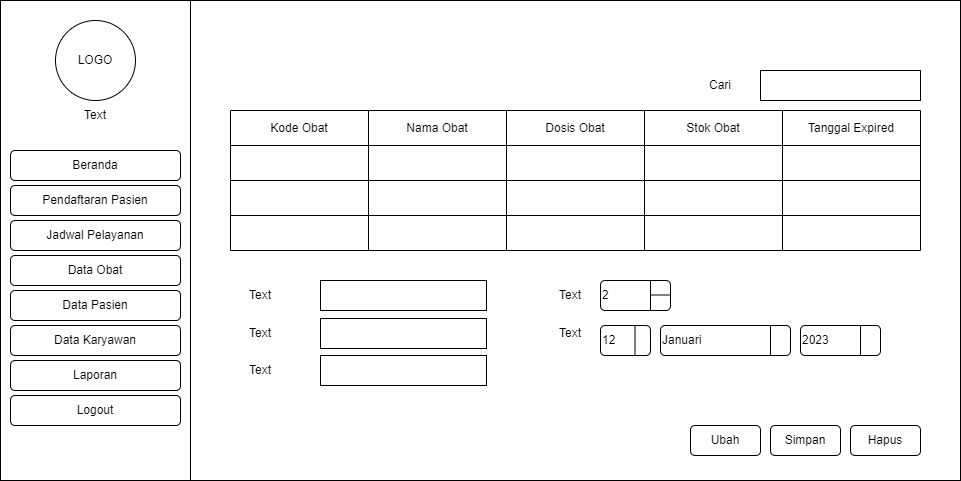 LOGO
Text
Beranda
Pendaftaran Pasien
Jadwal Pelayanan
Data Obat
Data Pasien
Data Karyawan
Laporan
Logout
Cari
Kode Obat Nama Obat Dosis Obat Stok Obat Tanggal Expired
Text
Text
Text
Text 2
Text 12 Januari 2023
Ubah Simpan Hapus